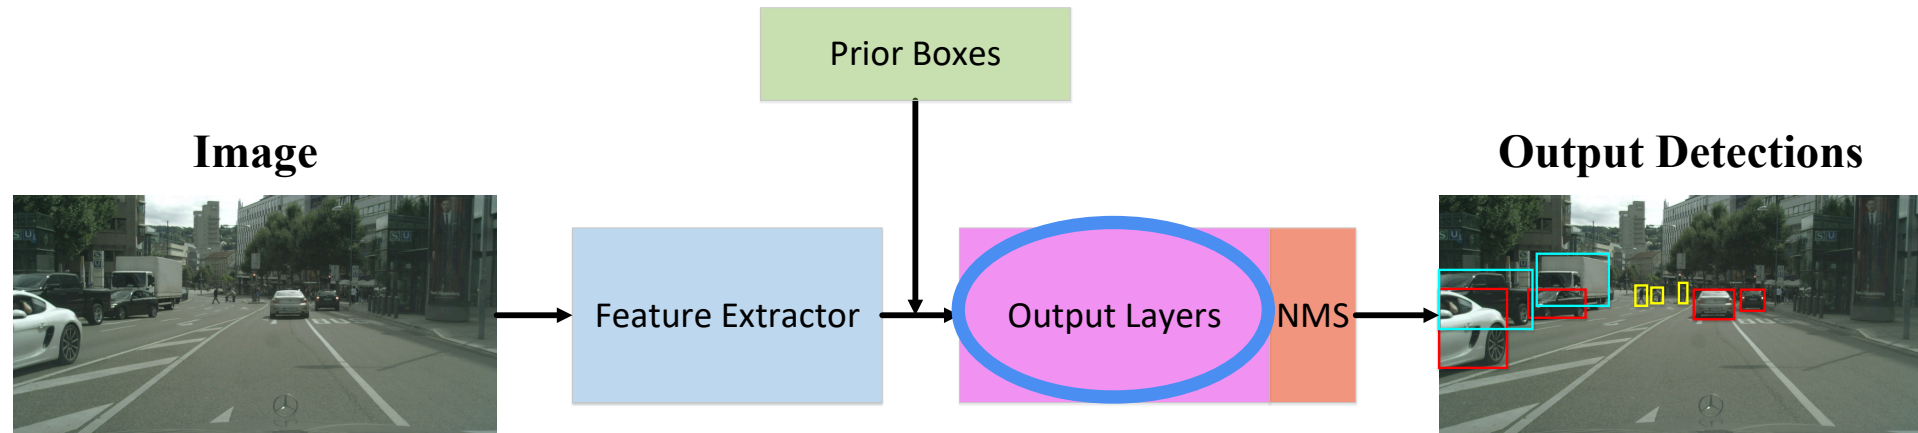 Prior Boxes
Image
Output Detections
Feature Extractor
Output Layers
NMS